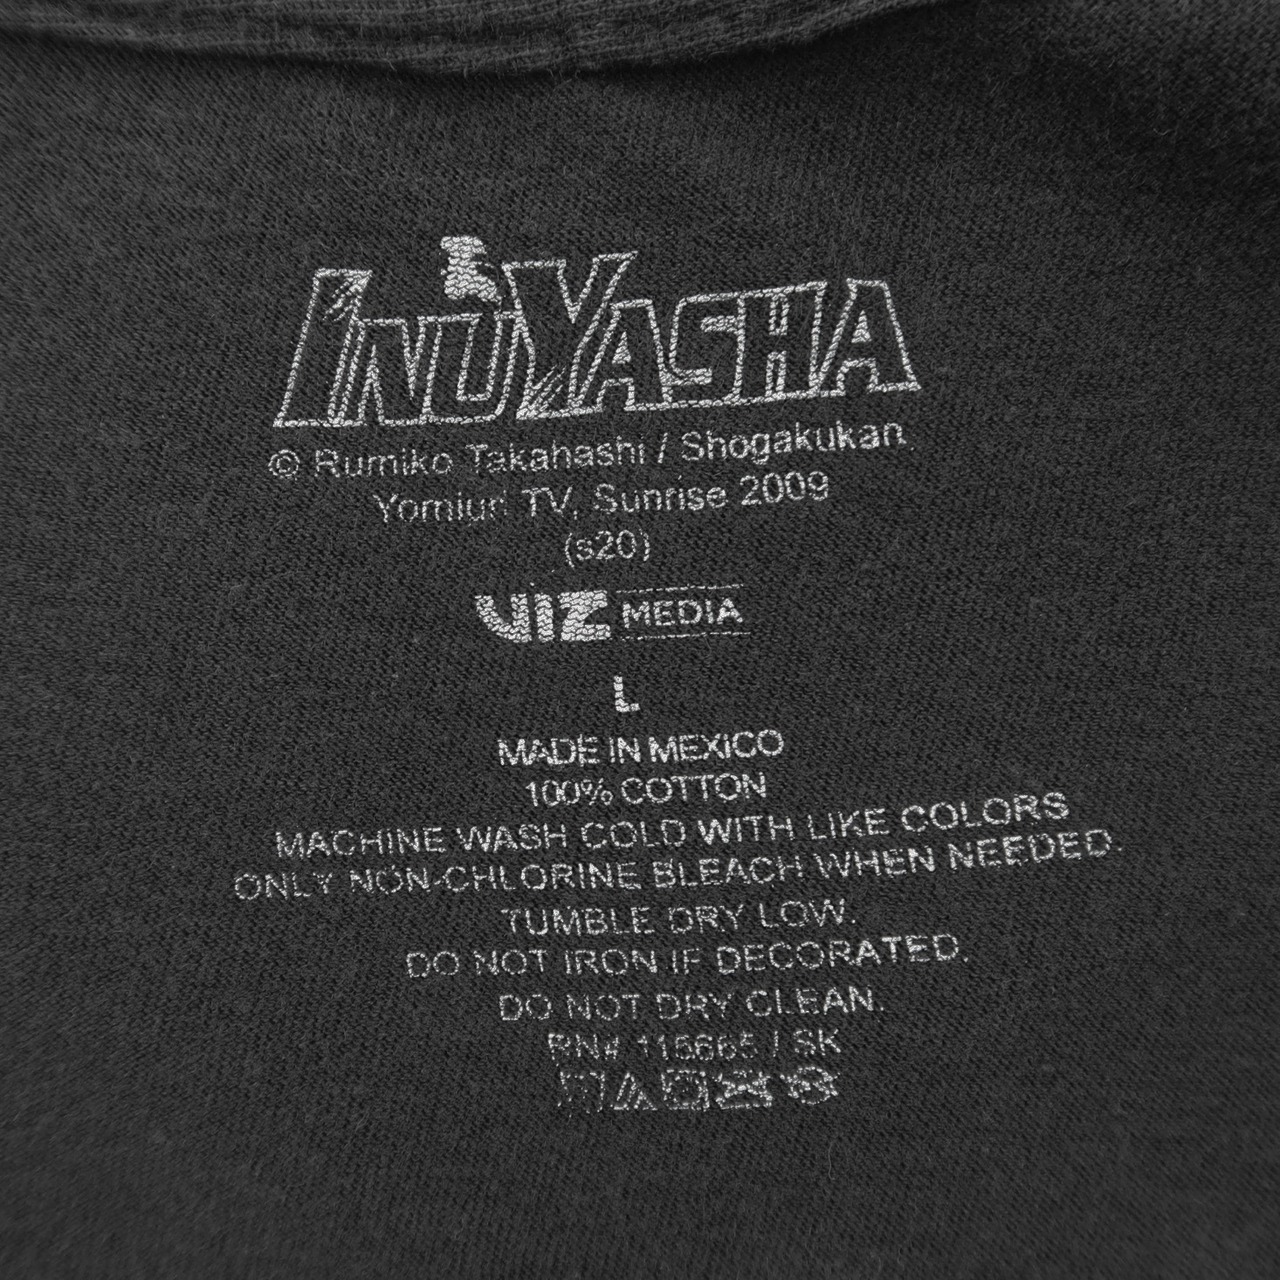 INUYASHA
© Rumiko Takahashi / Shogakukan,
Yomiuri TV, Sunrise 2009
(s20)
VIZ MEDIA
L
MADE IN MEXICO
100% COTTON
MACHINE WASH COLD WITH LIKE COLORS
ONLY NON-CHLORINE BLEACH WHEN NEEDED.
TUMBLE DRY LOW.
DO NOT IRON IF DECORATED.
DO NOT DRY CLEAN.
RN# / SK